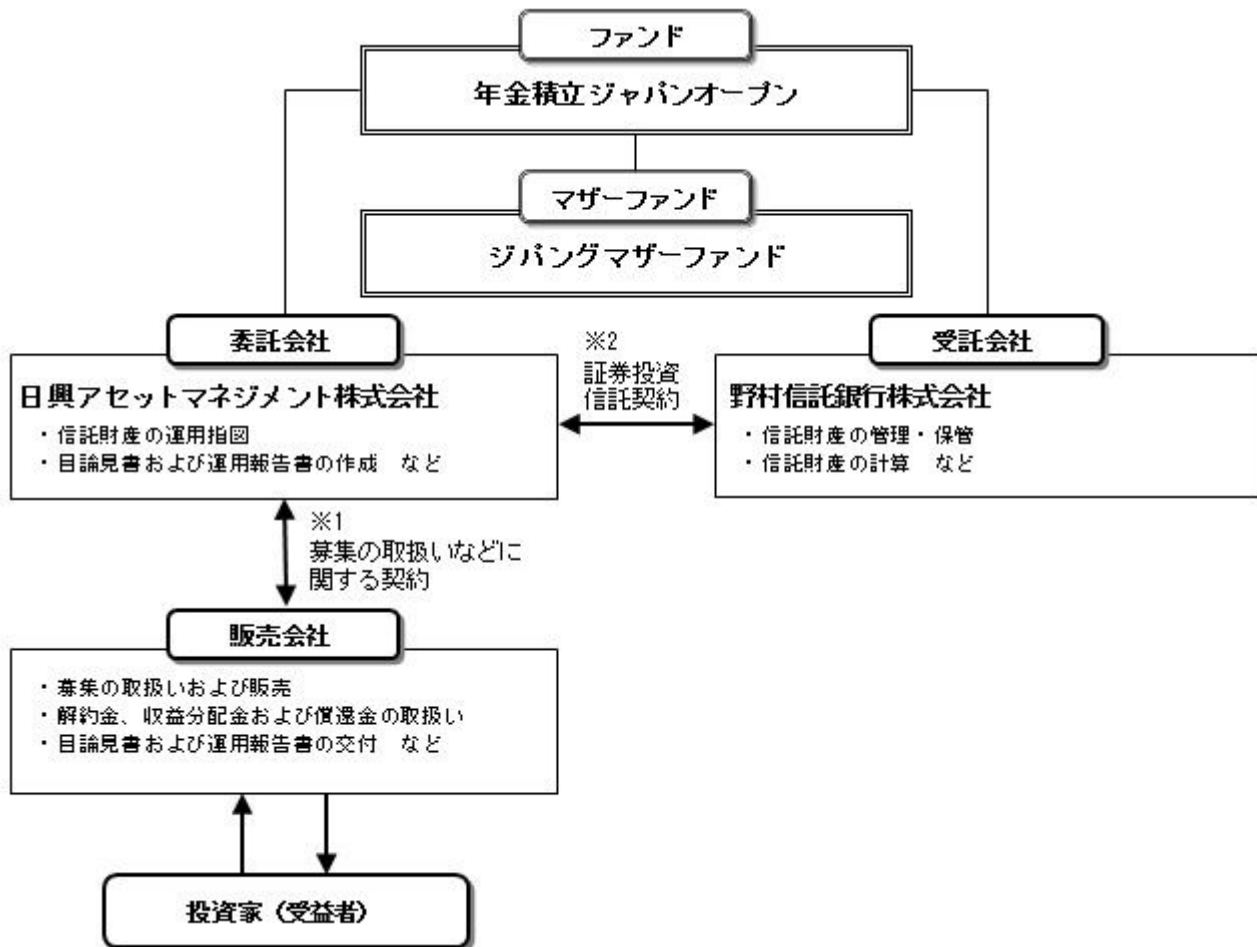 ファンド
年金積立ジャパンオープン
マザーファンド
ジパングマザーファンド
委託会社
日興アセットマネジメント株式会社
・信託財産の運用指図
・目論見書および運用報告書の作成 など
※2
証券投資
信託契約
受託会社
野村信託銀行株式会社
・信託財産の管理・保管
・信託財産の計算 など
※1
募集の取扱いなどに
関する契約
販売会社
・募集の取扱いおよび販売
・解約金、収益分配金および償還金の取扱い
・目論見書および運用報告書の交付 など
投資家(受益者)